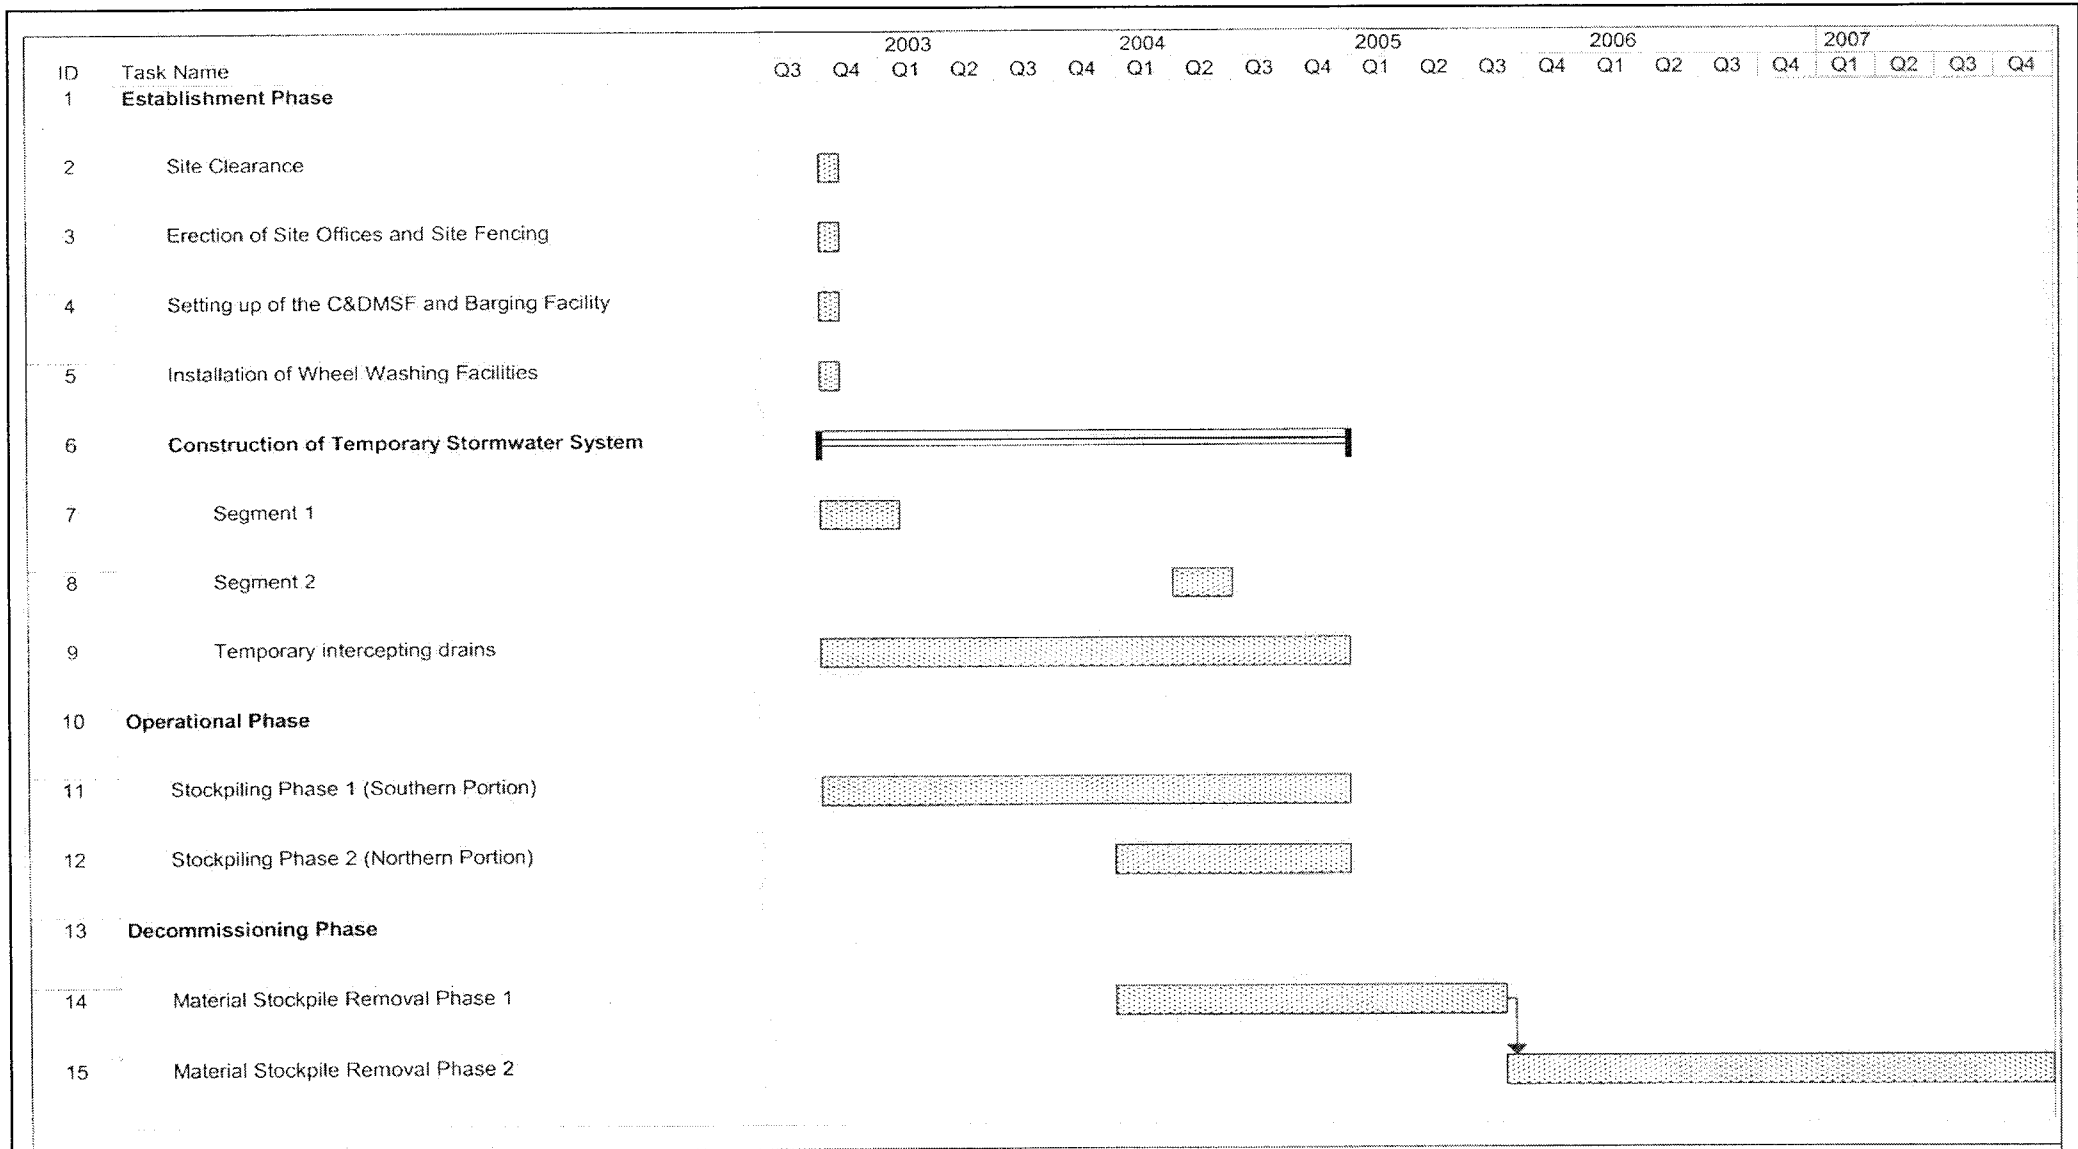 2003 2004 2005 2006 2007
ID Task Name Q3 Q4 Q1 Q2 Q3 Q4 Q1 Q2 Q3 Q4 Q1 Q2 Q3 Q4 Q1 Q2 Q3 Q4 Q1 Q2 Q3 Q4
1 Establishment Phase
2 Site Clearance
3 Erection of Site Offices and Site Fencing
4 Setting up of the C&DMSF and Barging Facility
5 Installation of Wheel Washing Facilities
6 Construction of Temporary Stormwater System
7 Segment 1
8 Segment 2
9 Temporary intercepting drains
10 Operational Phase
11 Stockpiling Phase 1 (Southern Portion)
12 Stockpiling Phase 2 (Northern Portion)
13 Decommissioning Phase
14 Material Stockpile Removal Phase 1
15 Material Stockpile Removal Phase 2